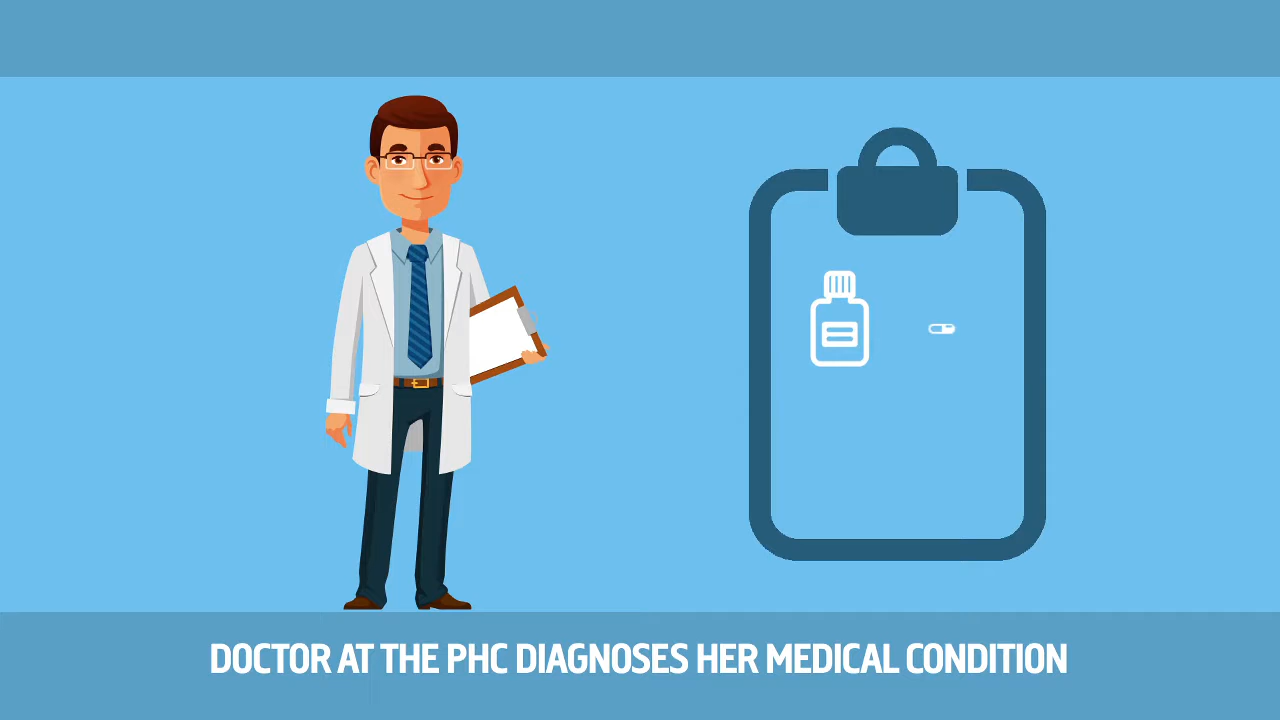 DOCTOR AT THE PHC DIAGNOSES HER MEDICAL CONDITION